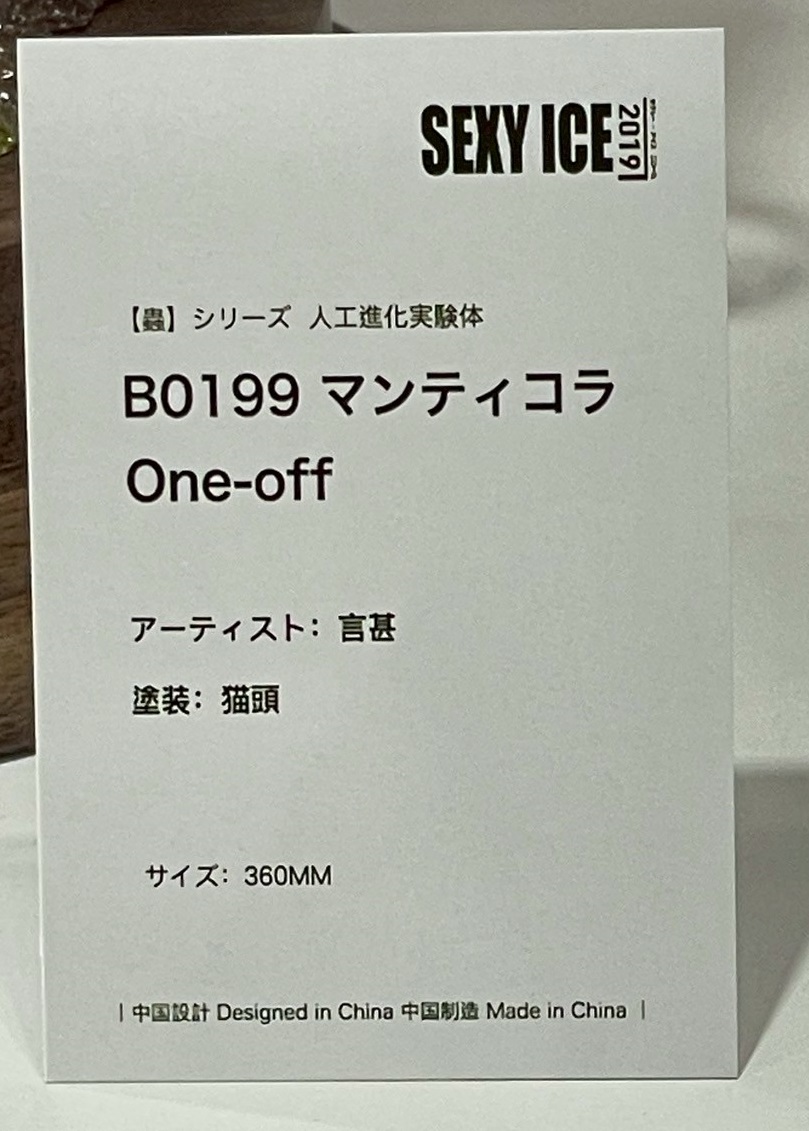 SEXY ICE 2019
【蟲】シリーズ 人工進化実験体
B0199 マンティコラ
One-off
アーティスト：言甚
塗装：猫頭
サイズ：360MM
| 中国設計 Designed in China 中国制造 Made in China |